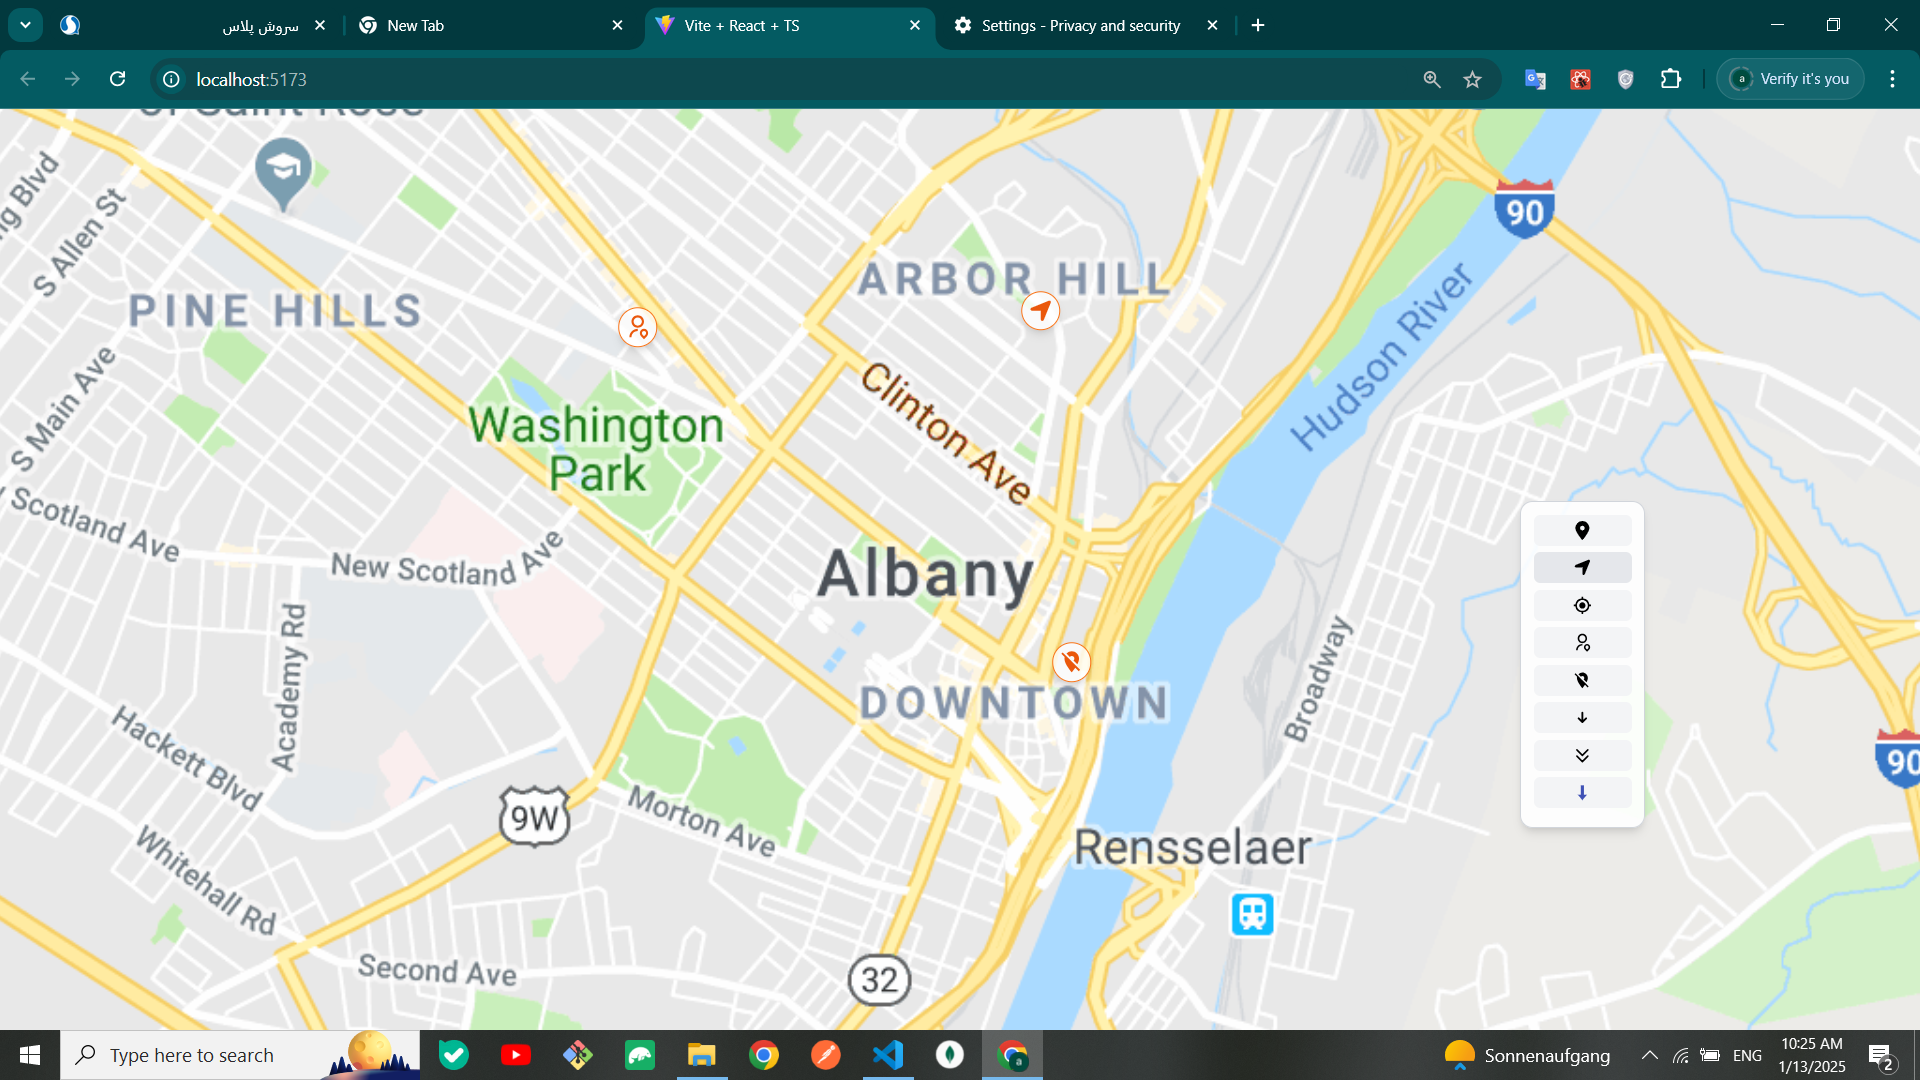 سروش پلاس
New Tab
Vite + React + TS
Settings - Privacy and security
localhost:5173
a
Verify it's you
of Saint Rose
90
S Allen St
ARBOR HILL
PINE HILLS
Hudson River
S Main Ave
Clinton Ave
Washington
Park
Scotland Ave
New Scotland Ave
Albany
Academy Rd
Broadway
DOWNTOWN
Hackett Blvd
90
9W
Morton Ave
Rensselaer
Whitehall Rd
Second Ave
32
Type here to search
a
Sonnenaufgang
ENG
10:25 AM
1/13/2025
2